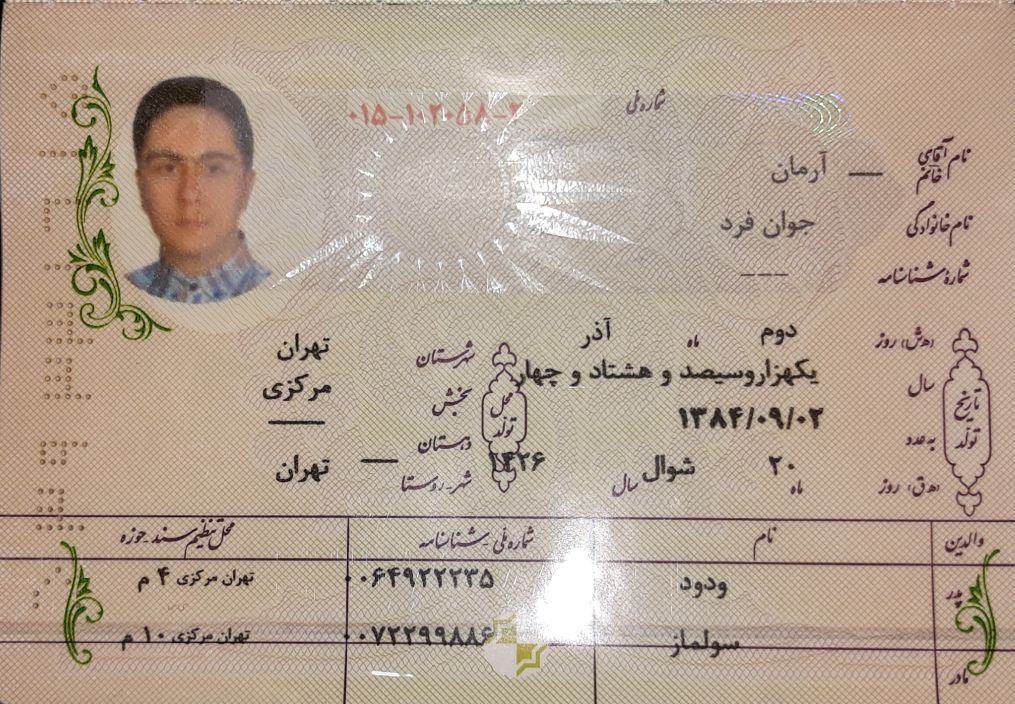 شماره ملی ۰۱۵-۱۰۲۰۵۸-۲
نام آقای خانم — آرمان
نام خانوادگی جوان فرد
شمارهٔ شناسنامه ---
تاریخ تولد
(ه‍.ش) روز دوم ماه آذر
سال یکهزاروسیصد و هشتاد و چهار
به عدد ۱۳۸۴/۰۹/۰۲
(ه‍.ق) روز ۲۰ ماه شوال سال ۱۴۲۶
محل تولد
شهرستان تهران
بخش مرکزی
دهستان —
شهر-روستا — تهران
والدین نام شماره ملی-شناسنامه محل تنظیم سند-حوزه
پدر ودود ۰۰۶۴۹۲۲۲۳۵ تهران مرکزی ۴ م
مادر سولماز ۰۰۷۲۲۹۹۸۸۶ تهران مرکزی ۱۰ م